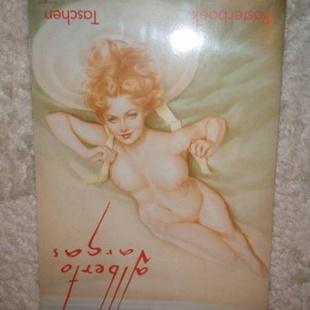 Taschen Posterbook
alberto
Vargas